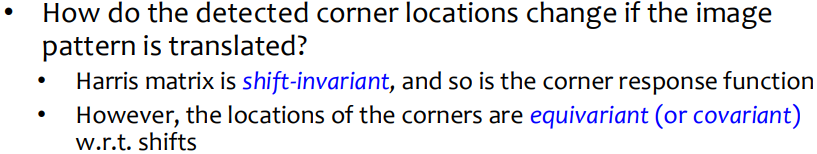 • How do the detected corner locations change if the image
pattern is translated?
• Harris matrix is shift-invariant, and so is the corner response function
• However, the locations of the corners are equivariant (or covariant)
w.r.t. shifts